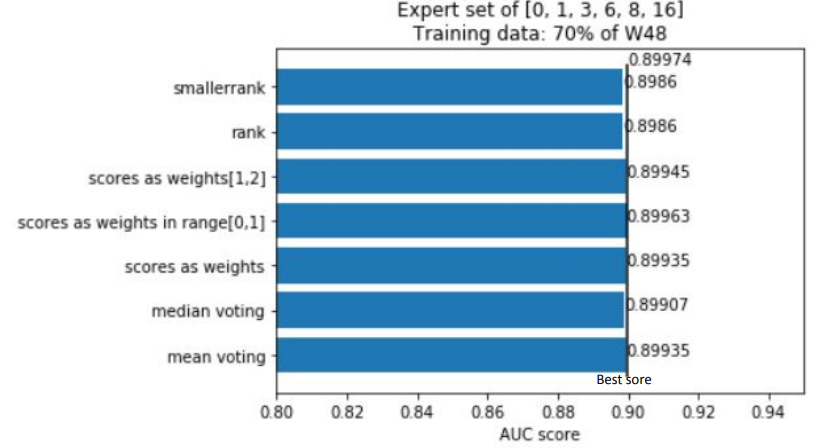 Expert set of [0, 1, 3, 6, 8, 16]
Training data: 70% of W48
0.89974
smallerrank 0.8986
rank 0.8986
scores as weights[1,2] 0.89945
scores as weights in range[0,1] 0.89963
scores as weights 0.89935
median voting 0.89907
mean voting 0.89935
Best sore
0.80 0.82 0.84 0.86 0.88 0.90 0.92 0.94
AUC score